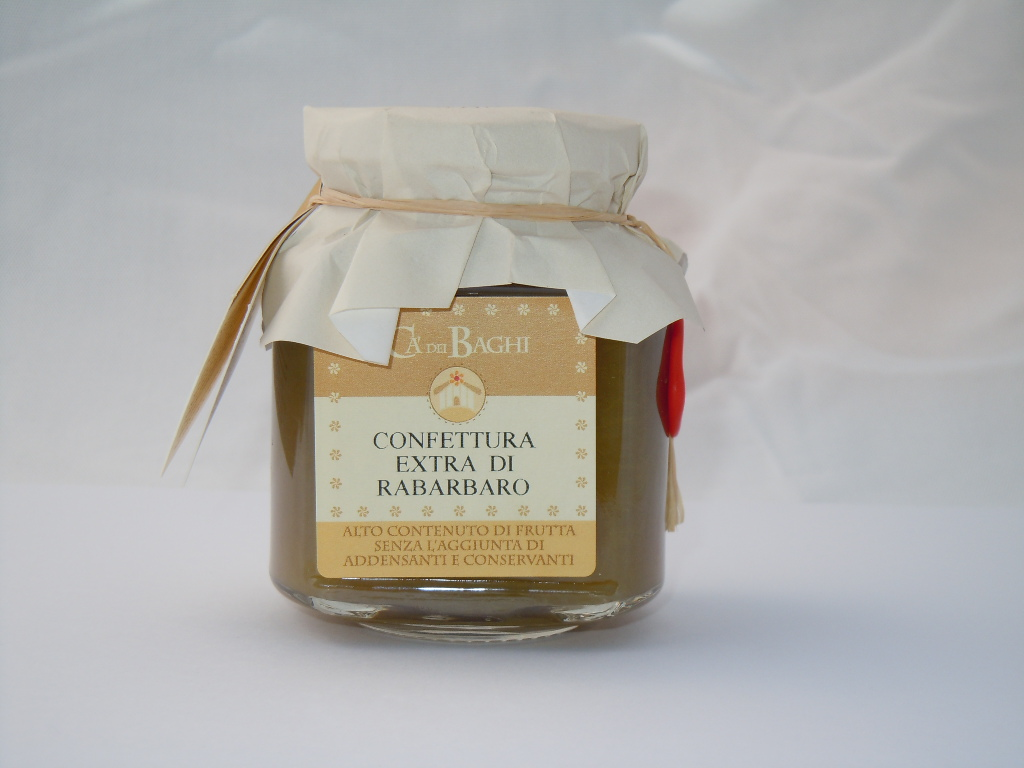 CA' DEI BAGHI
CONFETTURA
EXTRA DI
RABARBARO
ALTO CONTENUTO DI FRUTTA
SENZA L'AGGIUNTA DI
ADDENSANTI E CONSERVANTI